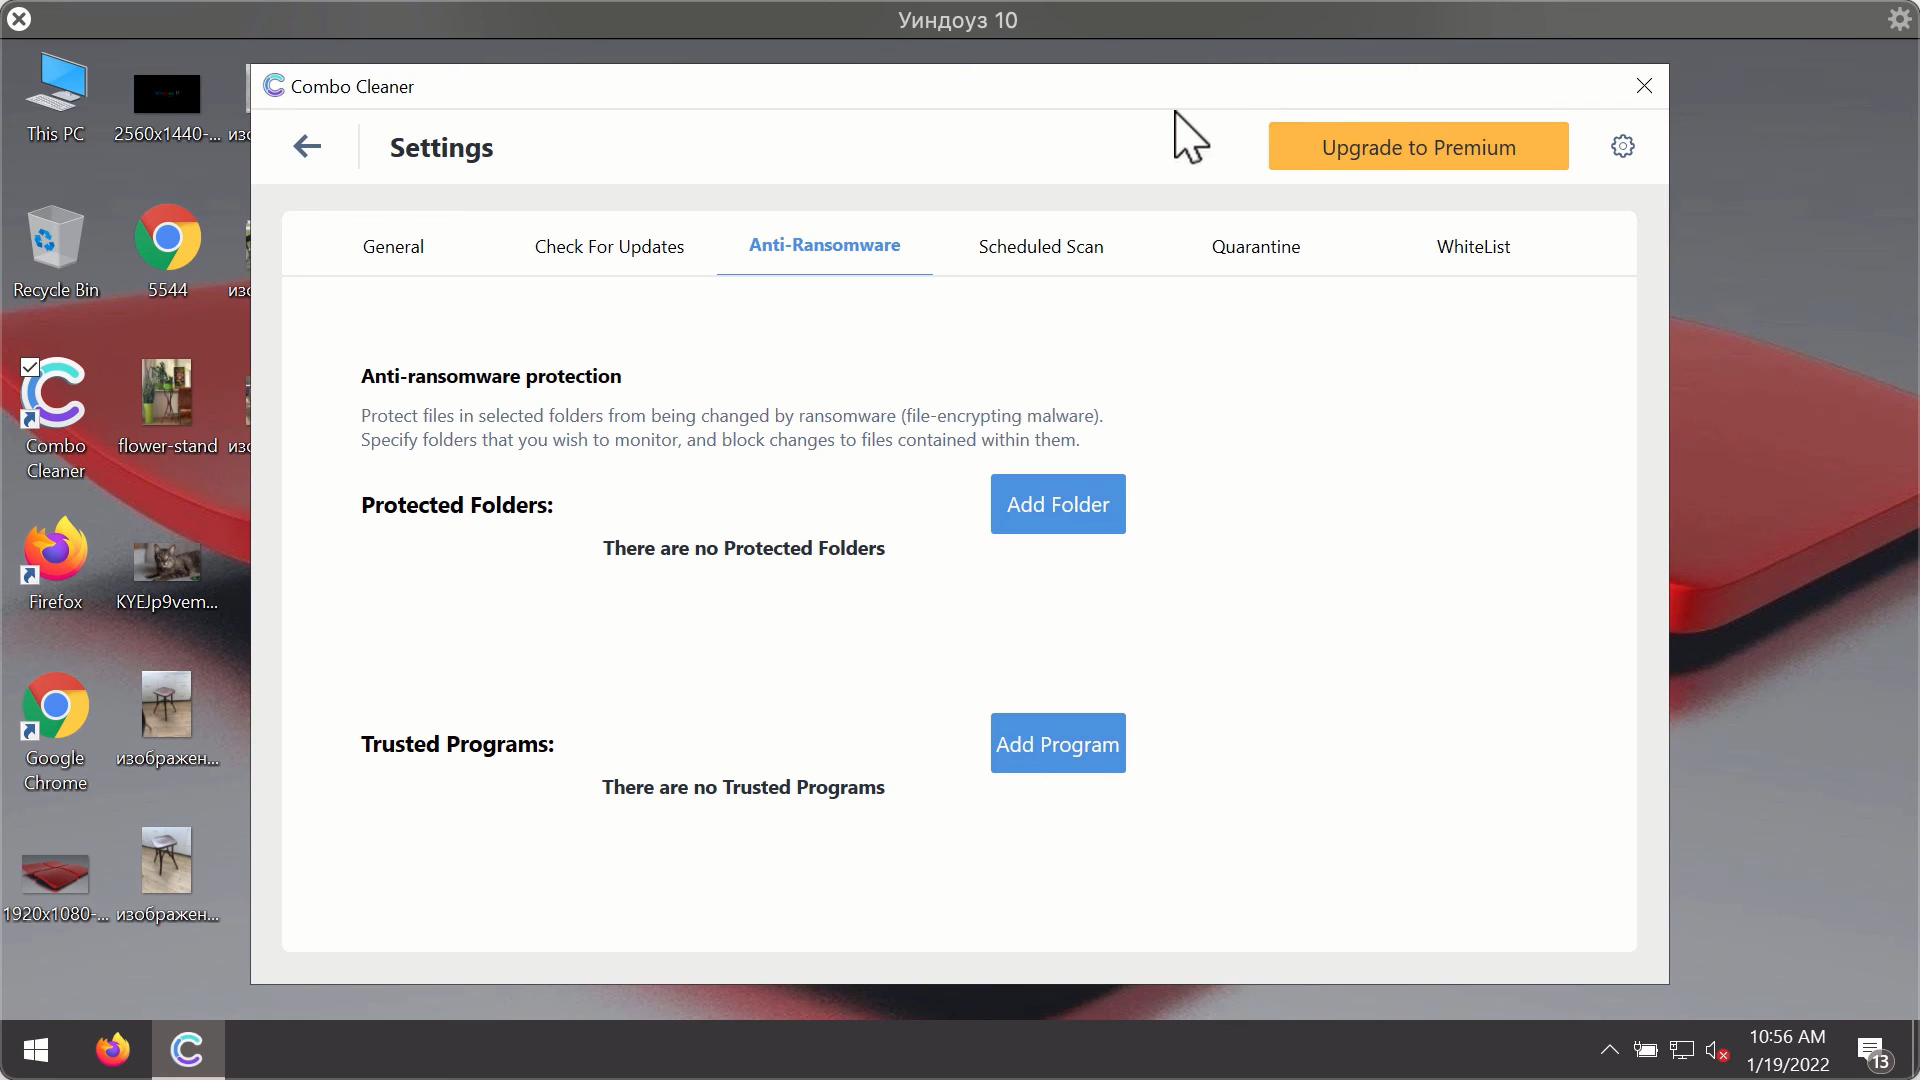 Уиндоуз 10
This PC
2560x1440-...
Recycle Bin
5544
Combo
Cleaner
flower-stand
Firefox
KYEJp9vem...
Google
Chrome
изображен...
1920x1080-...
изображен...
Combo Cleaner
Settings
Upgrade to Premium
General
Check For Updates
Anti-Ransomware
Scheduled Scan
Quarantine
WhiteList
Anti-ransomware protection
Protect files in selected folders from being changed by ransomware (file-encrypting malware).
Specify folders that you wish to monitor, and block changes to files contained within them.
Protected Folders:
Add Folder
There are no Protected Folders
Trusted Programs:
Add Program
There are no Trusted Programs
10:56 AM
1/19/2022
13